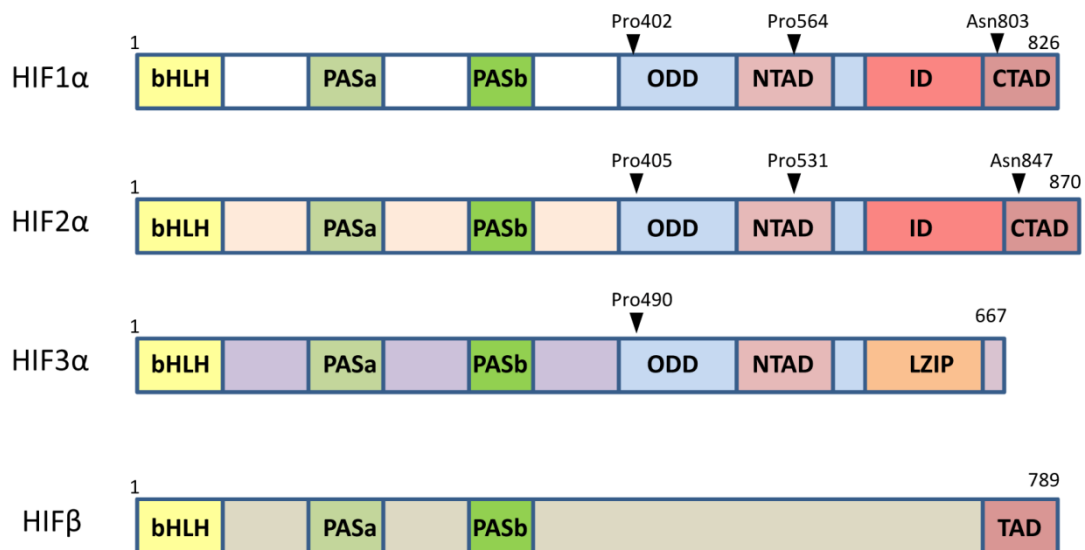 Pro402 Pro564 Asn803
1 826
HIF1α bHLH PASa PASb ODD NTAD ID CTAD
Pro405 Pro531 Asn847
1 870
HIF2α bHLH PASa PASb ODD NTAD ID CTAD
Pro490
1 667
HIF3α bHLH PASa PASb ODD NTAD LZIP
1 789
HIFβ bHLH PASa PASb TAD